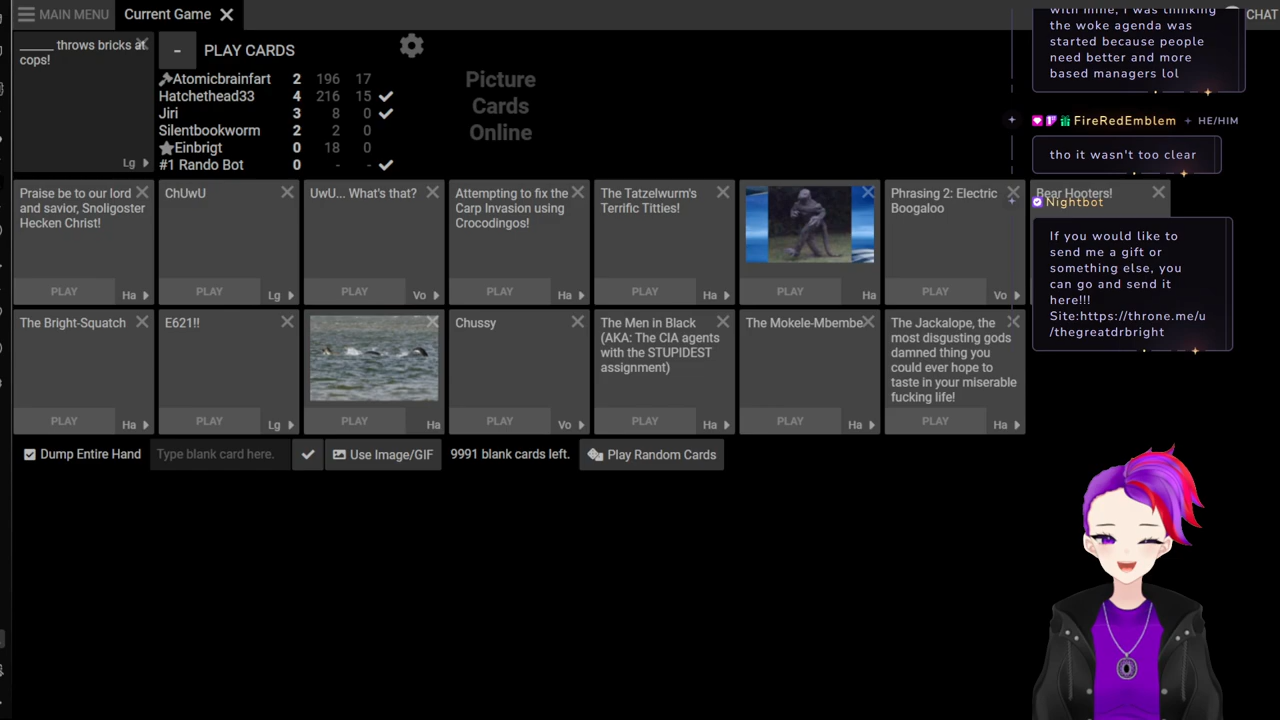 MAIN MENU
Current Game
CHAT
_____ throws bricks at
cops!
Lg
-
PLAY CARDS
Atomicbrainfart 2 196 17
Hatchethead33 4 216 15
Jiri 3 8 0
Silentbookworm 2 2 0
Einbrigt 0 18 0
#1 Rando Bot 0 - -
Picture
Cards
Online
with mine, I was thinking
the woke agenda was
started because people
need better and more
based managers lol
FireRedEmblem HE/HIM
tho it wasn't too clear
Nightbot
If you would like to
send me a gift or
something else, you
can go and send it
here!!!
Site:https://throne.me/u
/thegreatdrbright
Praise be to our lord
and savior, Snoligoster
Hecken Christ!
PLAY
Ha
ChUwU
PLAY
Lg
UwU... What's that?
PLAY
Vo
Attempting to fix the
Carp Invasion using
Crocodingos!
PLAY
Ha
The Tatzelwurm's
Terrific Titties!
PLAY
Ha
PLAY
Ha
Phrasing 2: Electric
Boogaloo
PLAY
Vo
Bear Hooters!
The Bright-Squatch
PLAY
Ha
E621!!
PLAY
Lg
PLAY
Ha
Chussy
PLAY
Vo
The Men in Black
(AKA: The CIA agents
with the STUPIDEST
assignment)
PLAY
Ha
The Mokele-Mbembe
PLAY
Ha
The Jackalope, the
most disgusting gods
damned thing you
could ever hope to
taste in your miserable
fucking life!
PLAY
Ha
Dump Entire Hand
Type blank card here.
Use Image/GIF
9991 blank cards left.
Play Random Cards